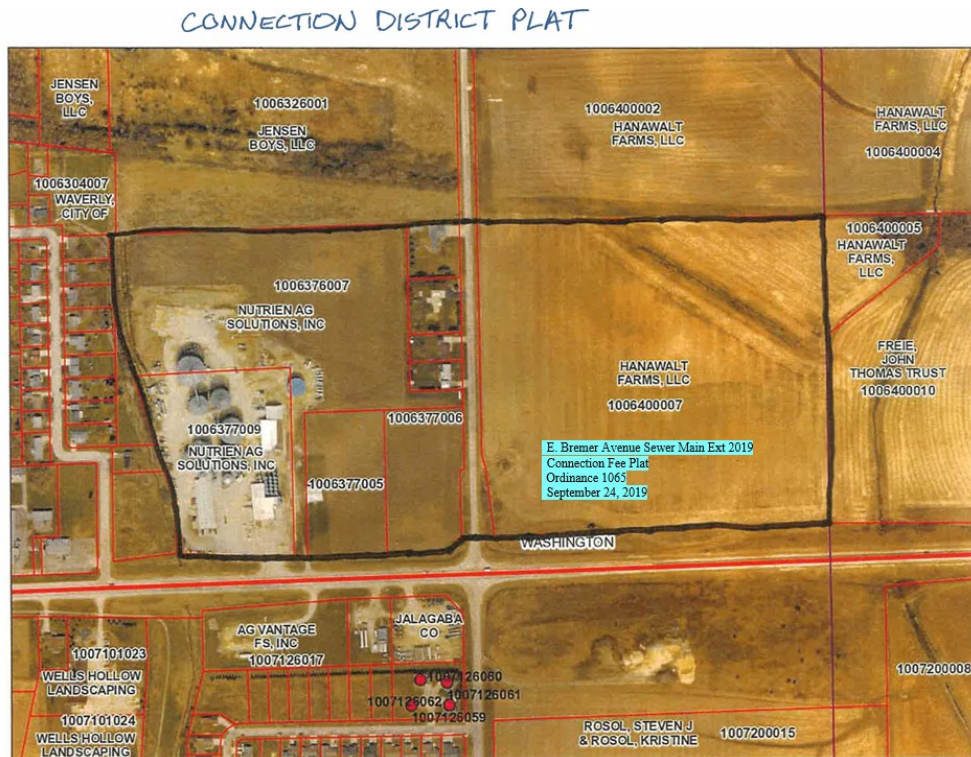 CONNECTION DISTRICT PLAT
JENSEN
BOYS,
LLC
1006326001
JENSEN
BOYS, LLC
1006400002
HANAWALT
FARMS, LLC
HANAWALT
FARMS, LLC
1006400004
1006304007
WAVERLY,
CITY OF
1006400005
HANAWALT
FARMS,
LLC
1006376007
NUTRIEN AG
SOLUTIONS, INC
HANAWALT
FARMS, LLC
1006400007
FREIE,
JOHN
THOMAS TRUST
1006400010
1006377006
1006377009
NUTRIEN AG
SOLUTIONS, INC
1006377005
E. Bremer Avenue Sewer Main Ext 2019
Connection Fee Plat
Ordinance 1065
September 24, 2019
WASHINGTON
AG VANTAGE
FS, INC
1007126017
JALAGABA
CO
1007101023
WELLS HOLLOW
LANDSCAPING
1007101024
WELLS HOLLOW
LANDSCAPING
1007126060
1007126061
1007126062
1007126059
1007200008
ROSOL, STEVEN J
& ROSOL, KRISTINE
1007200015